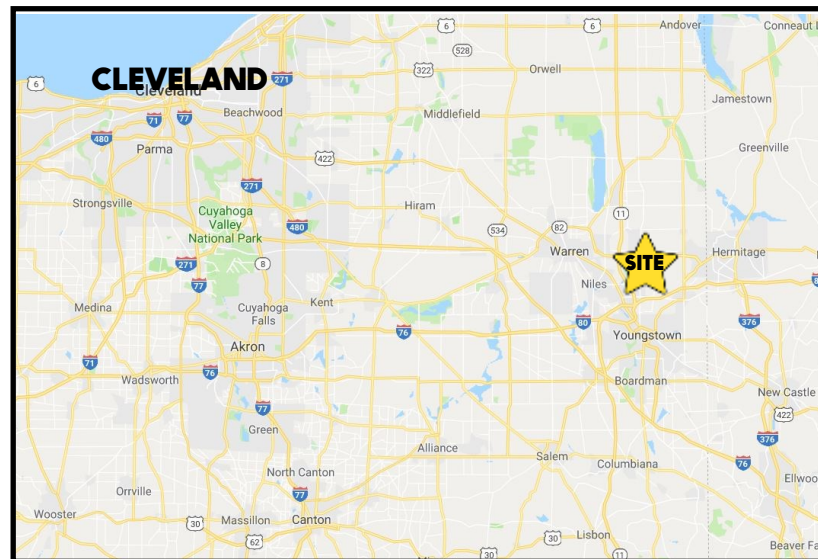 6
6
Andover
Conneaut L
CLEVELAND
Cleveland
6
271
322
528
Orwell
Jamestown
71
77
Beachwood
Middlefield
480
Parma
422
Greenville
271
Strongsville
Cuyahoga
Valley
National Park
480
Hiram
534
82
11
Warren
SITE
Hermitage
271
77
8
Niles
8
Medina
Cuyahoga
Falls
Kent
76
80
Youngstown
376
71
Akron
76
Wadsworth
Boardman
New Castle
422
77
Green
Alliance
Salem
Columbiana
76
376
North Canton
77
Ellwoo
Orrville
Wooster
30
Massillon
Canton
62
30
30
Lisbon
11
Beaver Fa